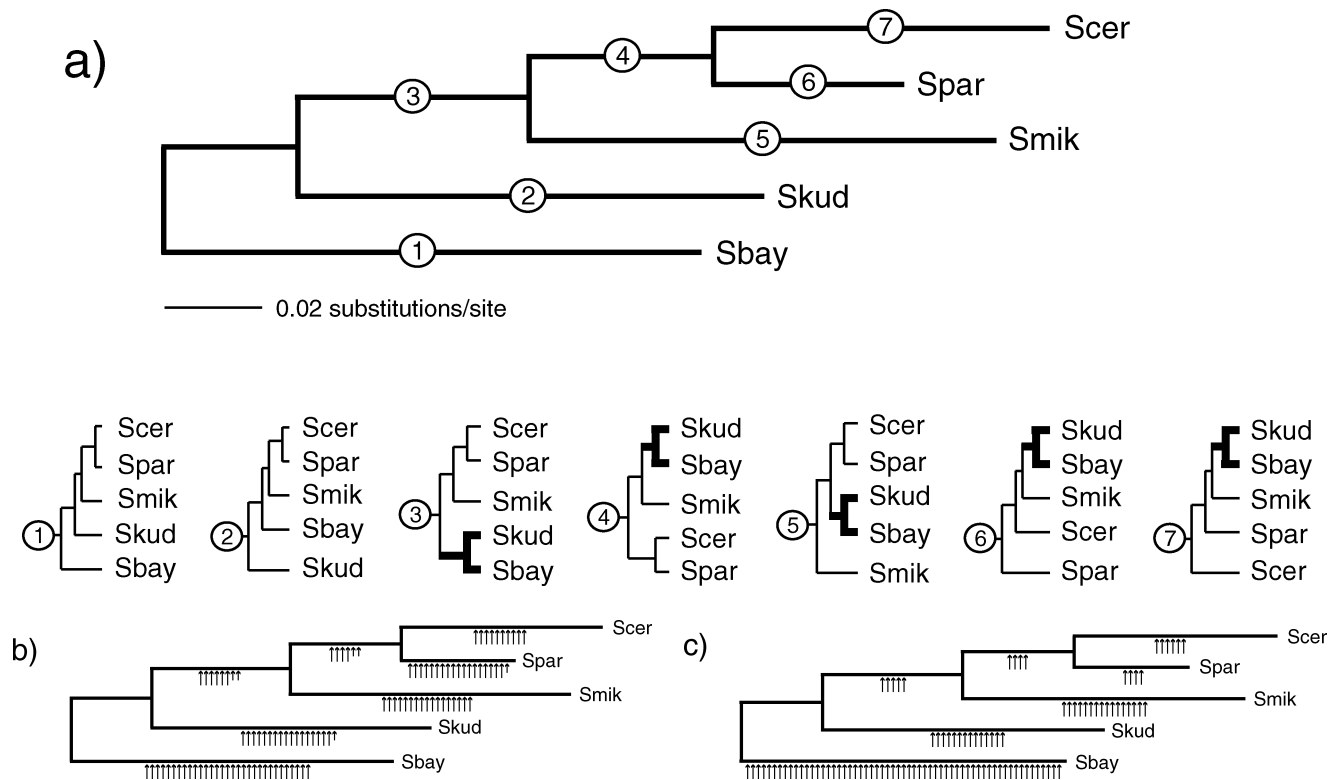 a)
7 Scer
4
6 Spar
3
5 Smik
2 Skud
1 Sbay
0.02 substitutions/site
1 Scer Spar Smik Skud Sbay
2 Scer Spar Smik Sbay Skud
3 Scer Spar Smik Skud Sbay
4 Skud Sbay Smik Scer Spar
5 Scer Spar Skud Sbay Smik
6 Skud Sbay Smik Scer Spar
7 Skud Sbay Smik Spar Scer
b)
Scer
Spar
Smik
Skud
Sbay
c)
Scer
Spar
Smik
Skud
Sbay